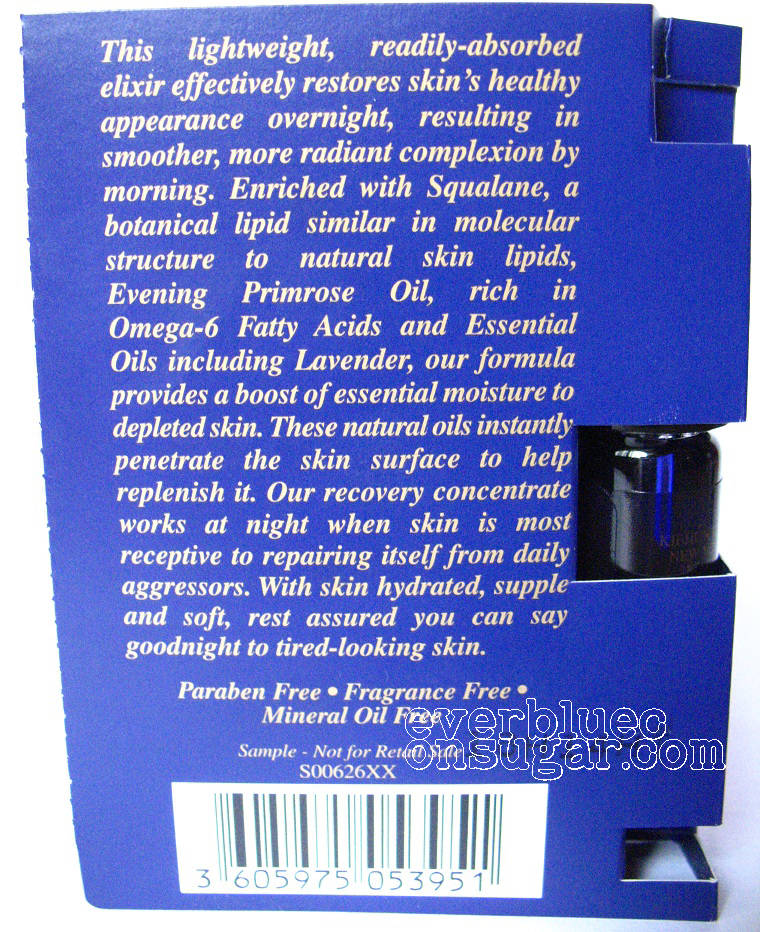 This lightweight, readily-absorbed
elixir effectively restores skin's healthy
appearance overnight, resulting in
smoother, more radiant complexion by
morning. Enriched with Squalane, a
botanical lipid similar in molecular
structure to natural skin lipids,
Evening Primrose Oil, rich in
Omega-6 Fatty Acids and Essential
Oils including Lavender, our formula
provides a boost of essential moisture to
depleted skin. These natural oils instantly
penetrate the skin surface to help
replenish it. Our recovery concentrate
works at night when skin is most
receptive to repairing itself from daily
aggressors. With skin hydrated, supple
and soft, rest assured you can say
goodnight to tired-looking skin.
Paraben Free • Fragrance Free •
Mineral Oil Free
Sample - Not for Retail Sale
S00626XX
3 605975 053951
NEW
everbluec
onsugar.com